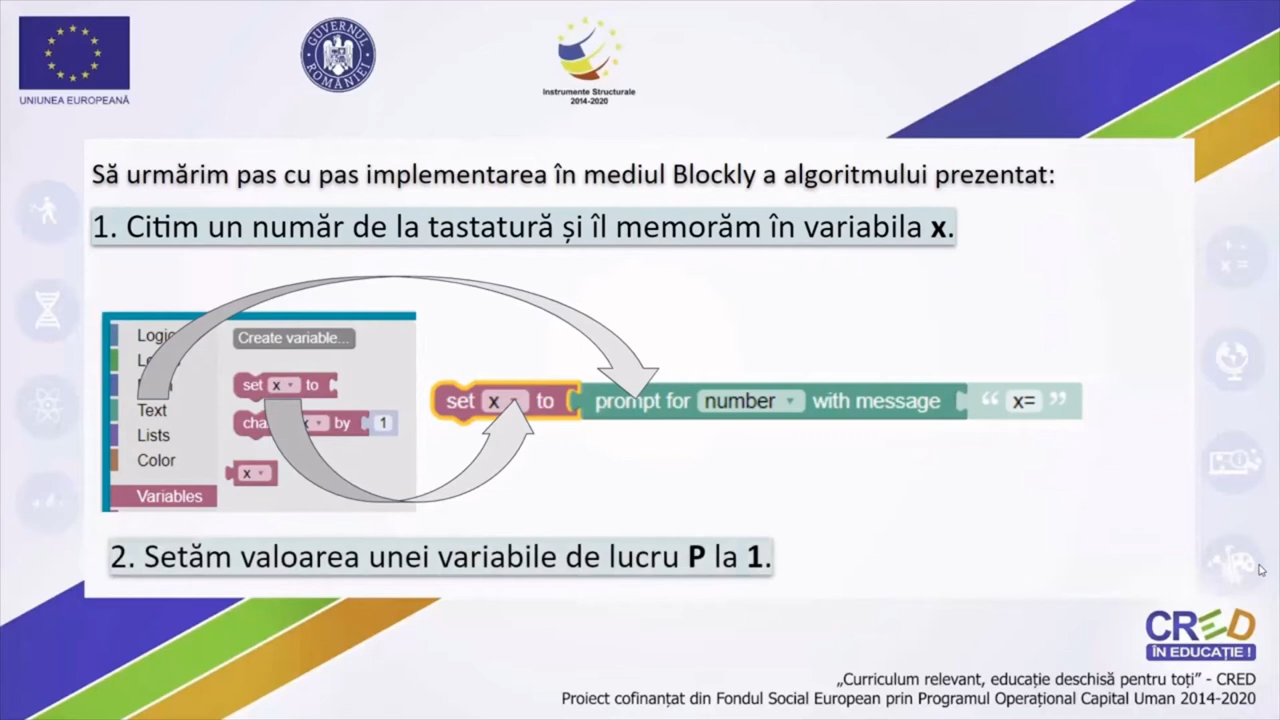 UNIUNEA EUROPEANĂ
GUVERNUL ROMÂNIEI
Instrumente Structurale
2014-2020
Să urmărim pas cu pas implementarea în mediul Blockly a algoritmului prezentat:
1. Citim un număr de la tastatură și îl memorăm în variabila x.
Create variable...
set x to
by 1
x
Text
Lists
Color
Variables
set x to prompt for number with message “ x= ”
2. Setăm valoarea unei variabile de lucru P la 1.
CRED
ÎN EDUCAȚIE !
„Curriculum relevant, educație deschisă pentru toți” - CRED
Proiect cofinanțat din Fondul Social European prin Programul Operațional Capital Uman 2014-2020